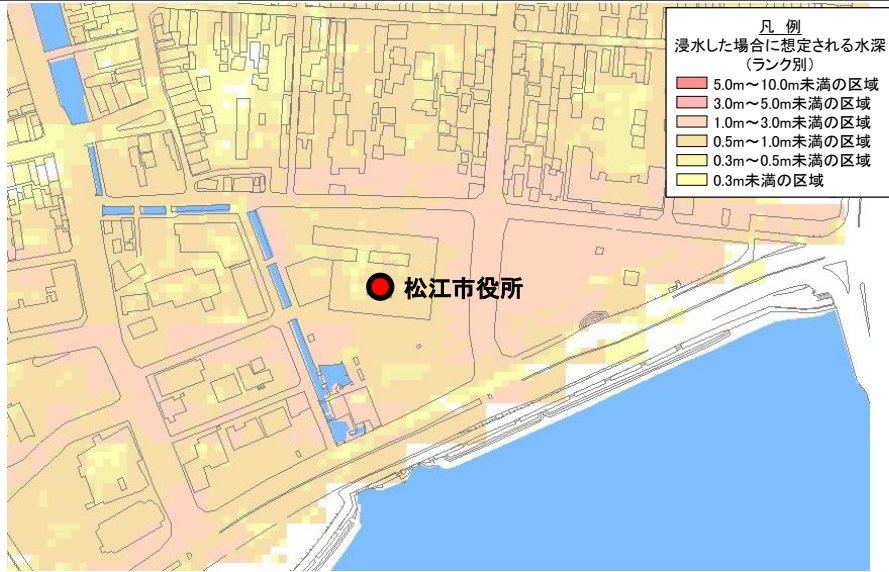 凡 例
浸水した場合に想定される水深
(ランク別)
5.0m～10.0m未満の区域
3.0m～5.0m未満の区域
1.0m～3.0m未満の区域
0.5m～1.0m未満の区域
0.3m～0.5m未満の区域
0.3m未満の区域
松江市役所